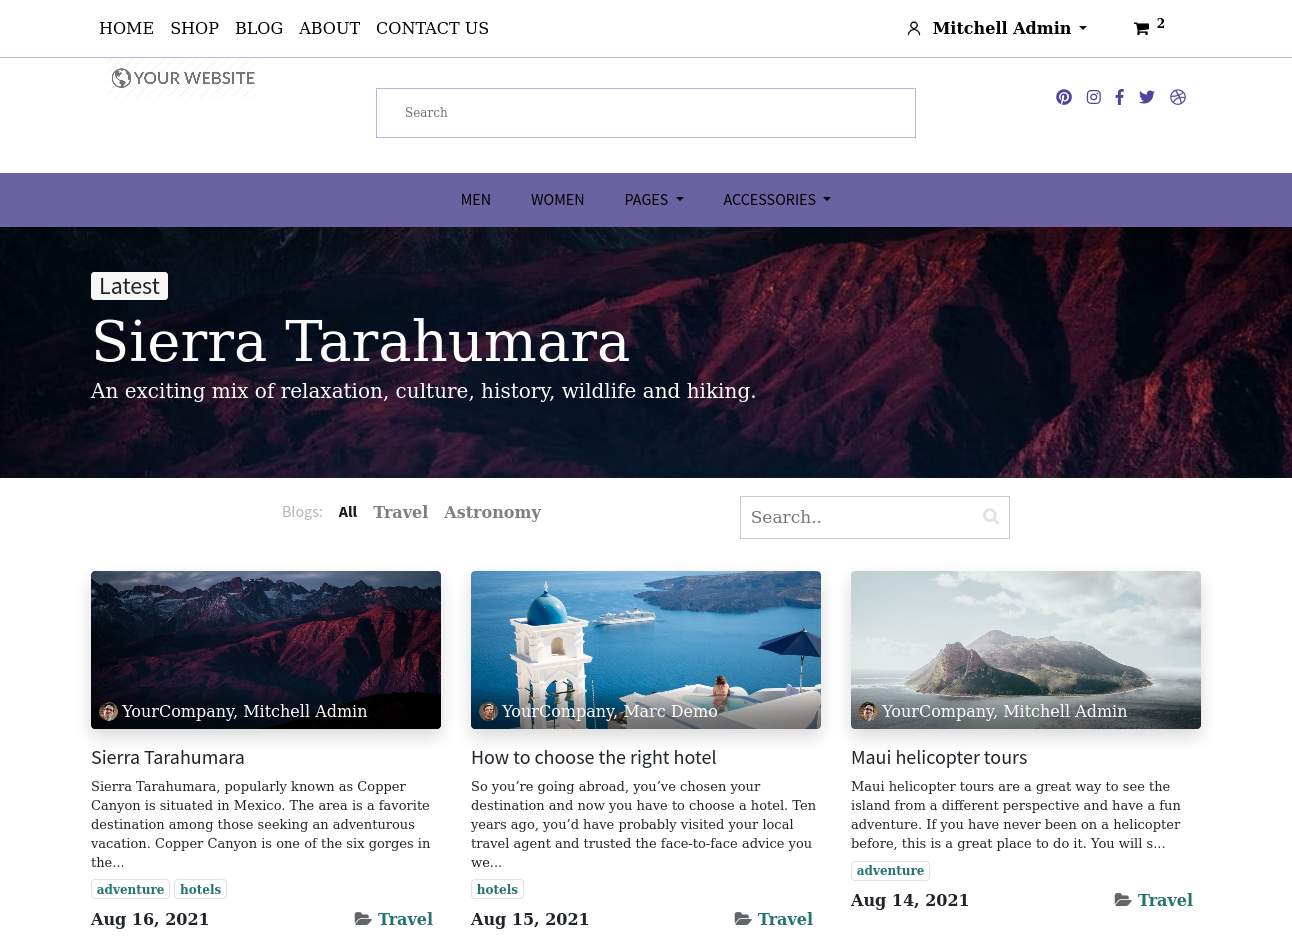 HOME SHOP BLOG ABOUT CONTACT US Mitchell Admin 2
YOUR WEBSITE
Search
MEN WOMEN PAGES ACCESSORIES
Latest
Sierra Tarahumara
An exciting mix of relaxation, culture, history, wildlife and hiking.
Blogs: All Travel Astronomy Search..
YourCompany, Mitchell Admin
Sierra Tarahumara
Sierra Tarahumara, popularly known as Copper
Canyon is situated in Mexico. The area is a favorite
destination among those seeking an adventurous
vacation. Copper Canyon is one of the six gorges in
the...
adventure hotels
Aug 16, 2021 Travel
YourCompany, Marc Demo
How to choose the right hotel
So you’re going abroad, you’ve chosen your
destination and now you have to choose a hotel. Ten
years ago, you’d have probably visited your local
travel agent and trusted the face-to-face advice you
we...
hotels
Aug 15, 2021 Travel
YourCompany, Mitchell Admin
Maui helicopter tours
Maui helicopter tours are a great way to see the
island from a different perspective and have a fun
adventure. If you have never been on a helicopter
before, this is a great place to do it. You will s...
adventure
Aug 14, 2021 Travel